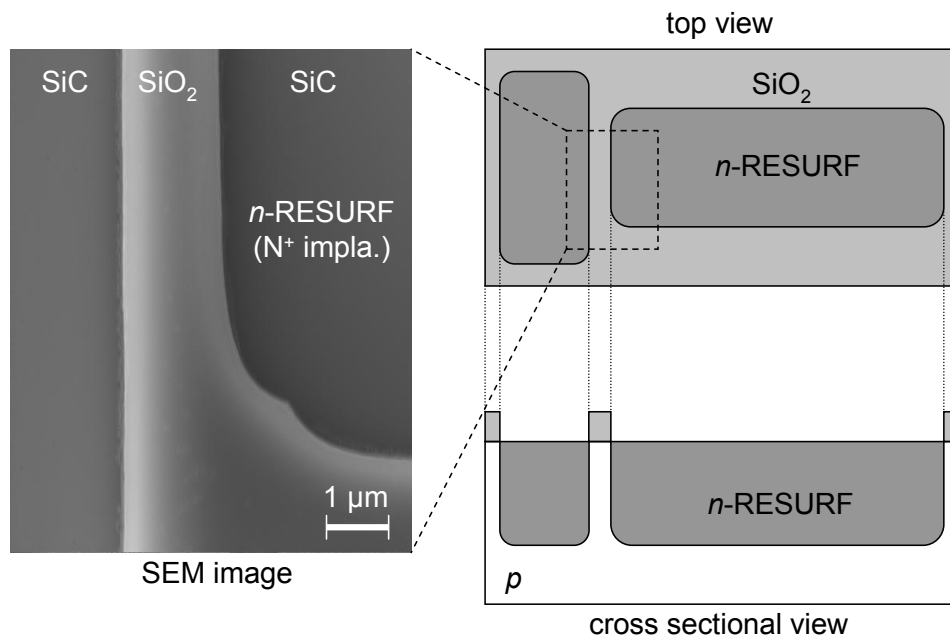 SiC
SiO₂
SiC
n-RESURF
(N⁺ impla.)
1 µm
SEM image
top view
SiO₂
n-RESURF
n-RESURF
p
cross sectional view